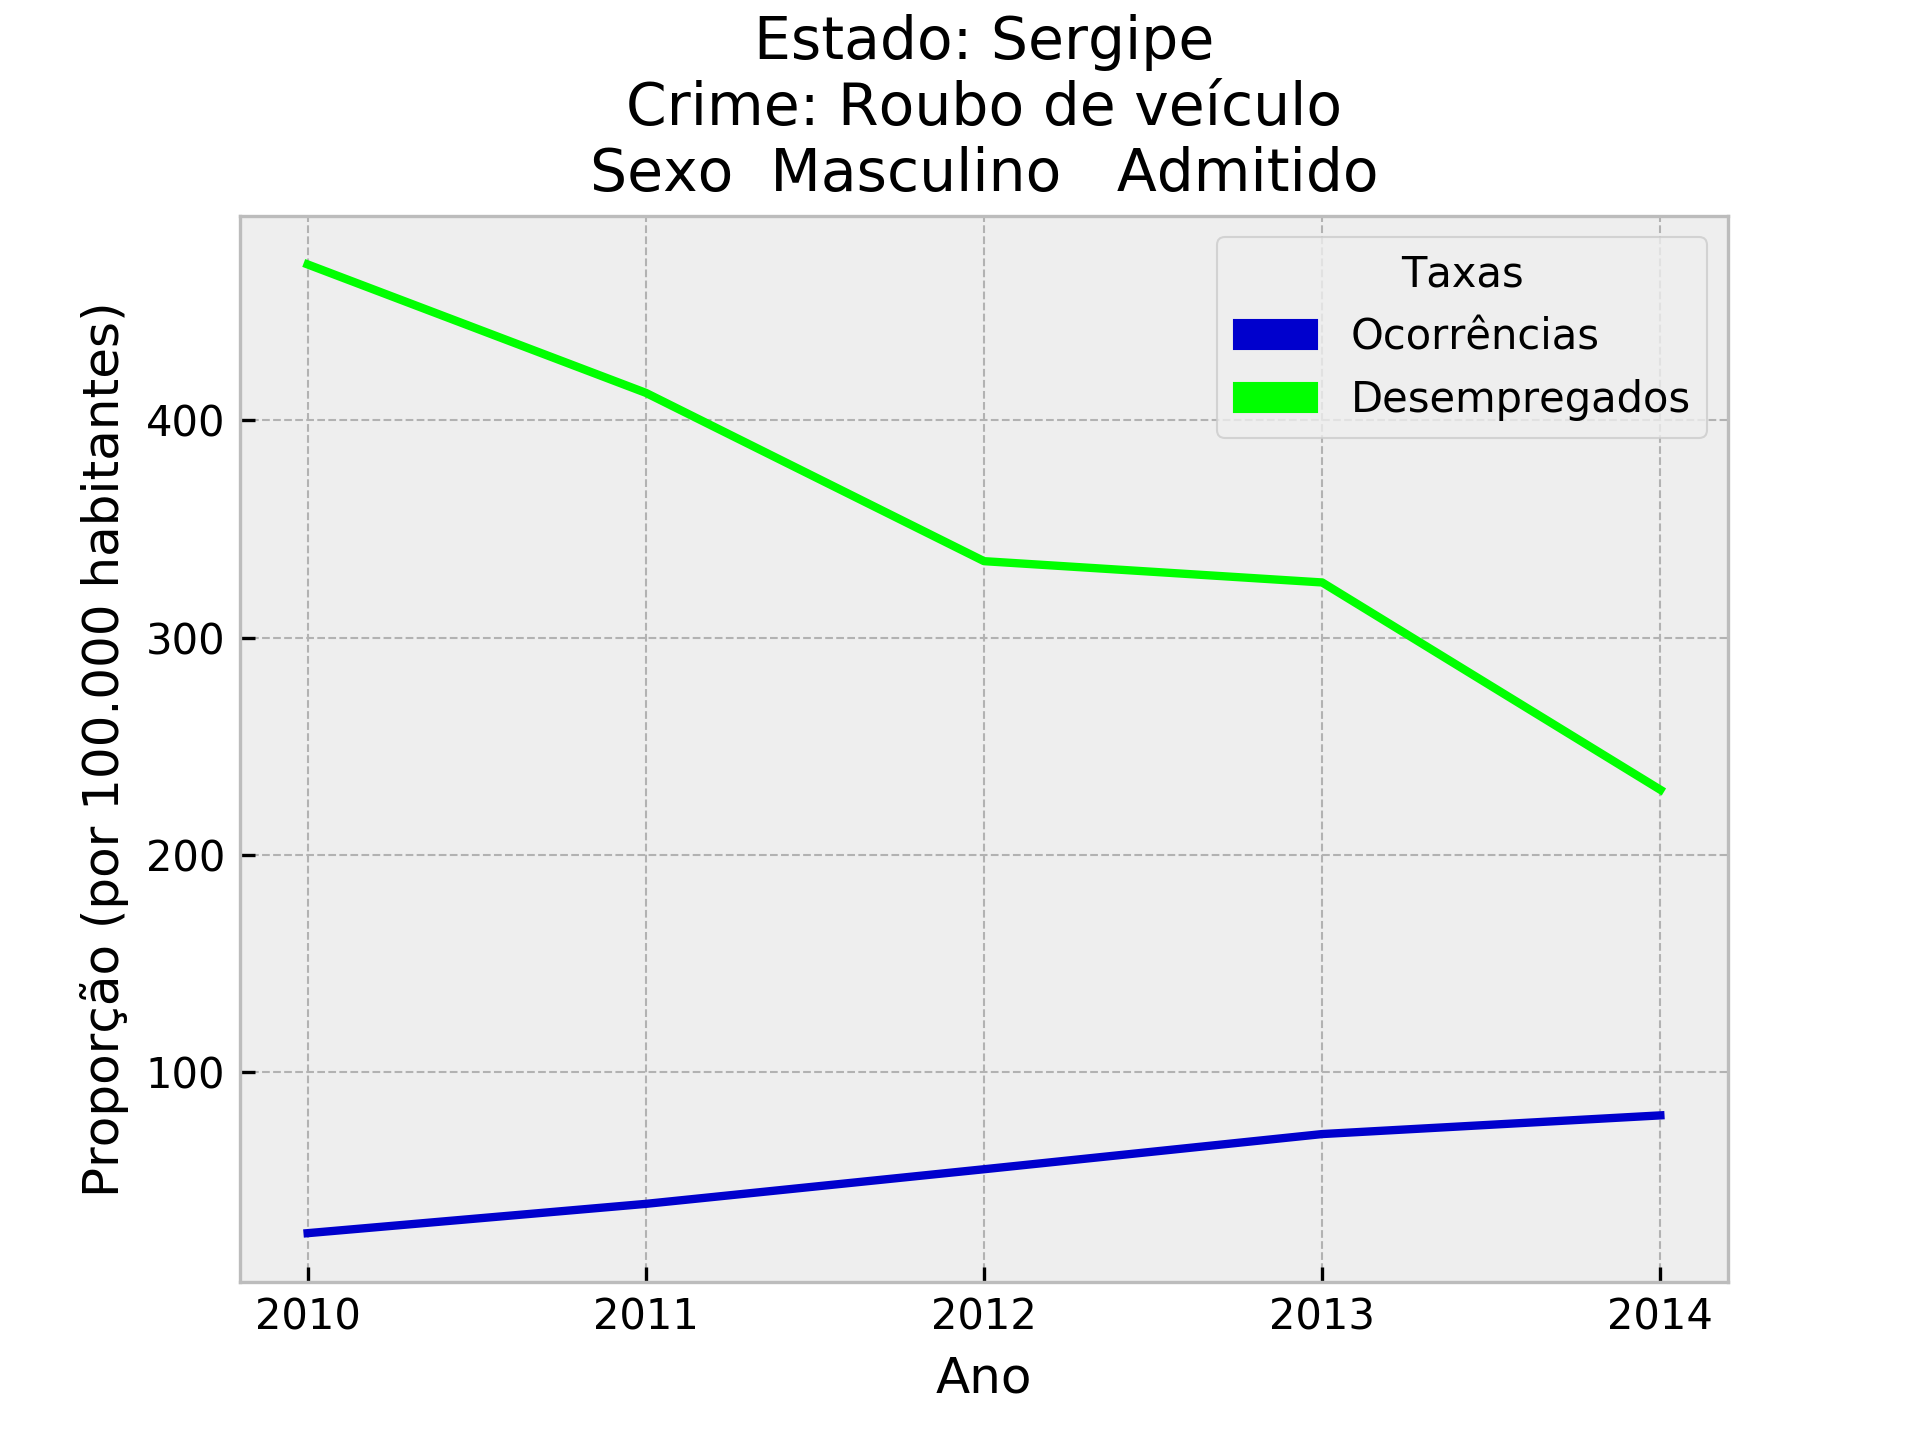 Estado: Sergipe
Crime: Roubo de veículo
Sexo  Masculino   Admitido
Proporção (por 100.000 habitantes)
400
300
200
100
Taxas
Ocorrências
Desempregados
2010
2011
2012
2013
2014
Ano